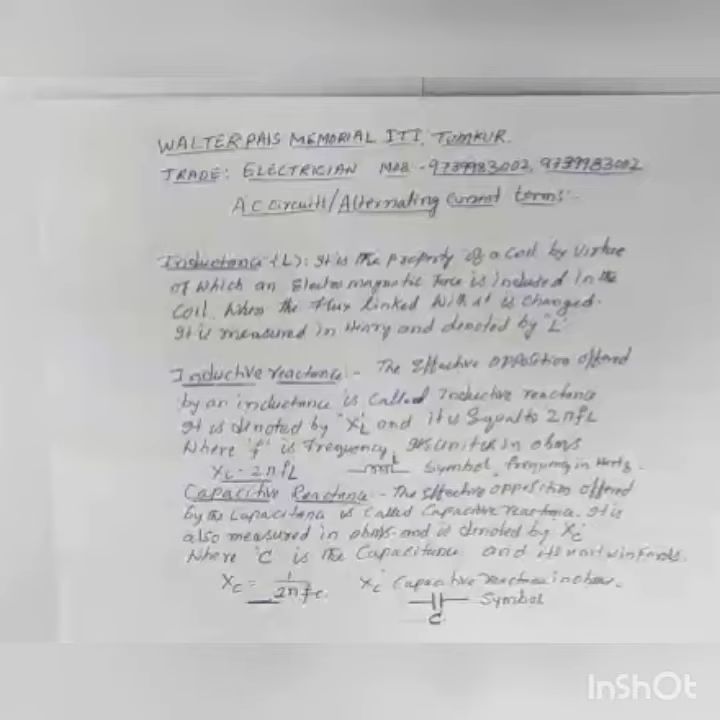 WALTER PAIS MEMORIAL ITI, TUMKUR.
TRADE: ELECTRICIAN MOB - 9739983002, 9739983002
A C Circuits/Alternating Current terms:-
Inductance (L): It is the Property of a Coil by Virtue
of Which an Electro magnetic Force is included in the
Coil, When the Flux linked With it is changed.
It is measured in Henry and denoted by "L"
Inductive reactance:- The Effective opposition offered
by an inductance is Called Inductive reactance
It is denoted by "XL" and it is Equal to 2πfL
Where 'f' is Frequency, its unit is in ohms
XL = 2πfL L Symbol, frequency in Hertz.
Capacitive Reactance - The Effective opposition offered
by the Capacitance is Called Capacitive reactance. It is
also measured in ohms and is denoted by Xc
Where 'C' is the Capacitance and its unit is in Farads.
Xc = 1/2πfc Xc Capacitive reactance in ohms.
Symbol
C
InShOt